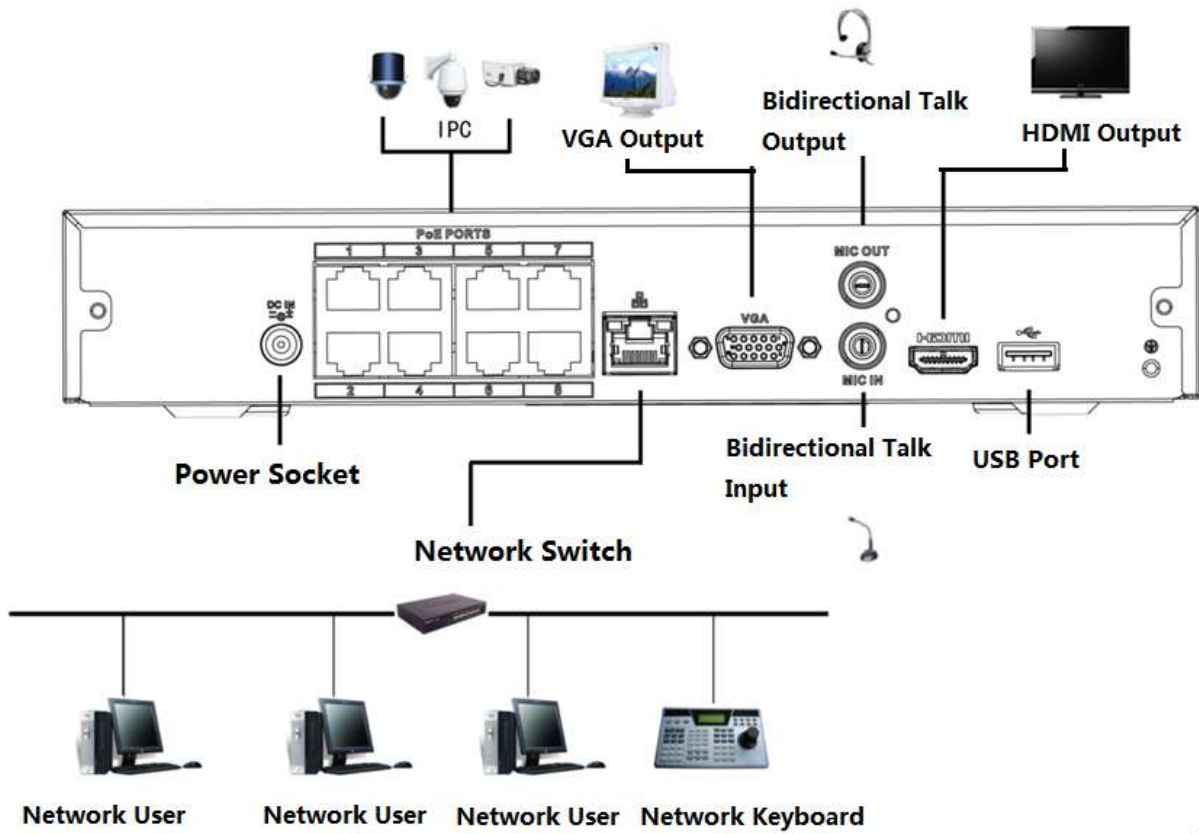 IPC
VGA Output
Bidirectional Talk
Output
HDMI Output
PoE PORTS
1 3 5 7
MIC OUT
DC IN
VGA
HDMI
MIC IN
2 4 6 8
Power Socket
Bidirectional Talk
Input
USB Port
Network Switch
Network User
Network User
Network User
Network Keyboard